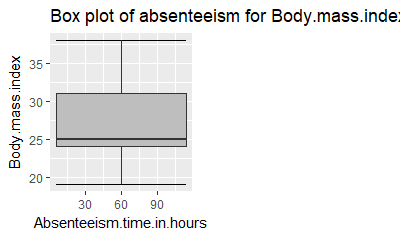 Box plot of absenteeism for Body.mass.index
Body.mass.index
35
30
25
20
30 60 90
Absenteeism.time.in.hours